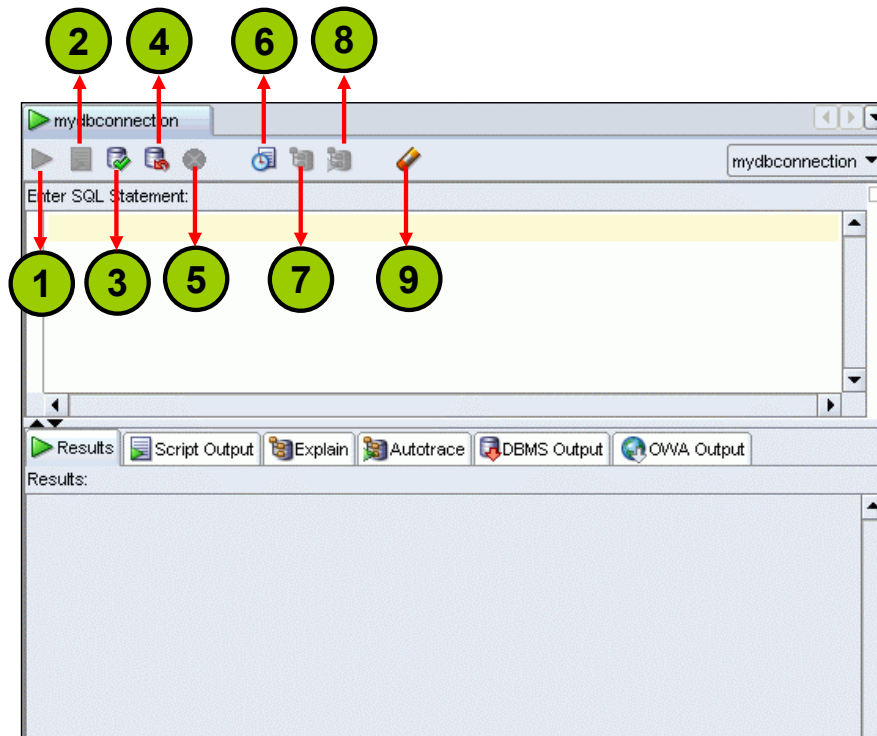 2 4 6 8
mydbconnection
mydbconnection
Enter SQL Statement:
1 3 5 7 9
Results Script Output Explain Autotrace DBMS Output OWA Output
Results: